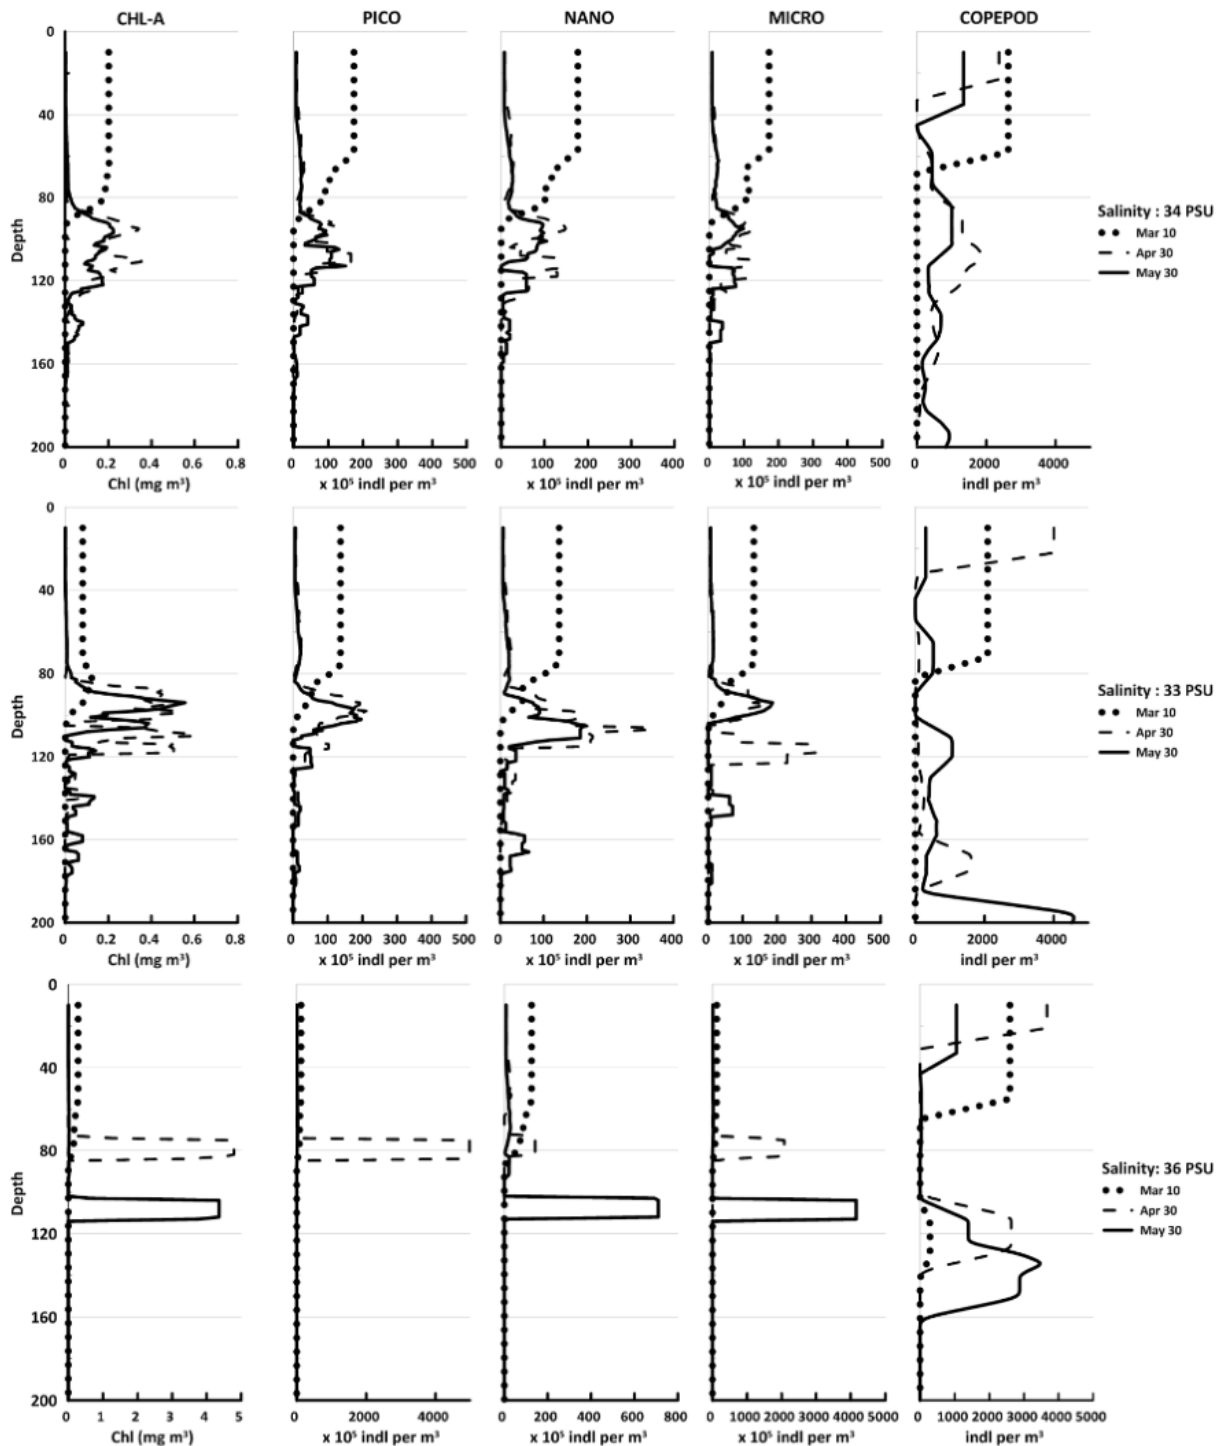 CHL-A PICO NANO MICRO COPEPOD
0
40
80
120
160
200
Depth
0 0.2 0.4 0.6 0.8
Chl (mg m³)
0 100 200 300 400 500
x 10⁵ indl per m³
0 100 200 300 400
x 10⁵ indl per m³
0 100 200 300 400 500
x 10⁵ indl per m³
0 2000 4000
indl per m³
Salinity : 34 PSU
Mar 10
Apr 30
May 30
0
40
80
120
160
200
Depth
0 0.2 0.4 0.6 0.8
Chl (mg m³)
0 100 200 300 400 500
x 10⁵ indl per m³
0 100 200 300 400
x 10⁵ indl per m³
0 100 200 300 400 500
x 10⁵ indl per m³
0 2000 4000
indl per m³
Salinity : 33 PSU
Mar 10
Apr 30
May 30
0
40
80
120
160
200
Depth
0 1 2 3 4 5
Chl (mg m³)
0 2000 4000
x 10⁵ indl per m³
0 200 400 600 800
x 10⁵ indl per m³
0 1000 2000 3000 4000 5000
x 10⁵ indl per m³
0 1000 2000 3000 4000 5000
indl per m³
Salinity: 36 PSU
Mar 10
Apr 30
May 30